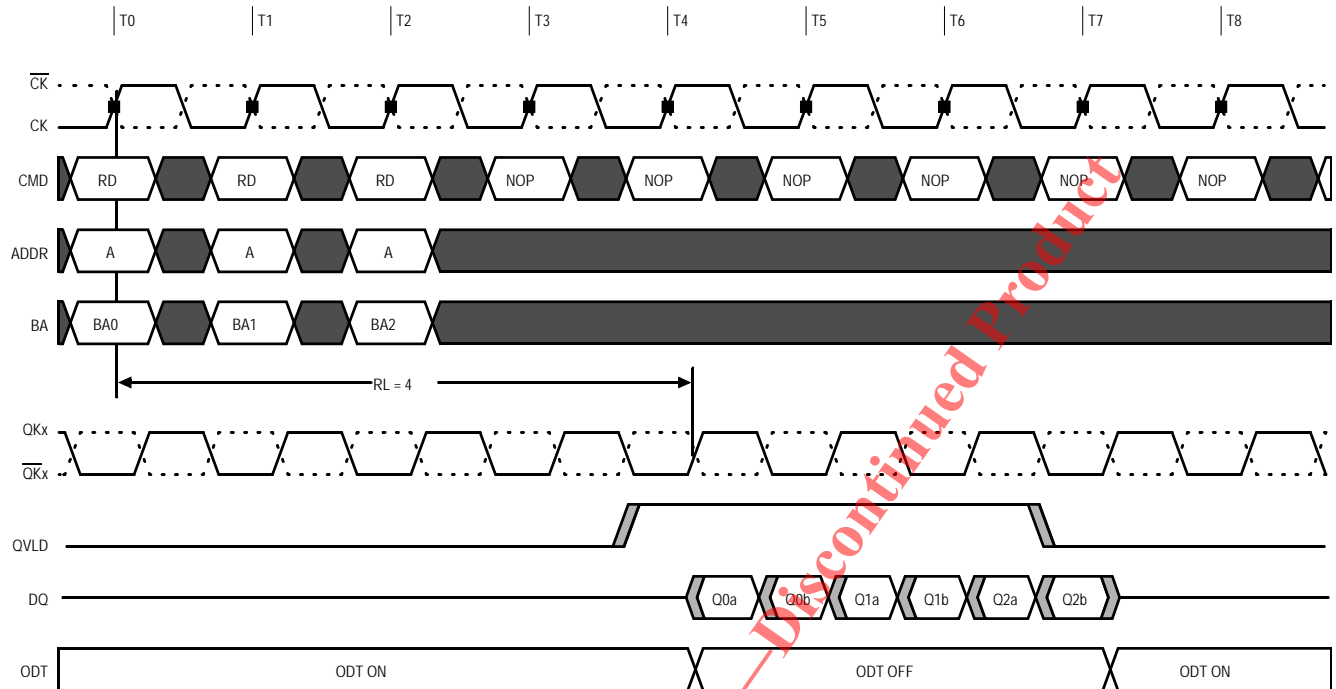 T0 T1 T2 T3 T4 T5 T6 T7 T8
C̅K̅
CK
CMD RD RD RD NOP NOP NOP NOP NOP NOP
ADDR A A A
BA BA0 BA1 BA2
RL = 4
QKx
Q̅K̅x
QVLD
DQ Q0a Q0b Q1a Q1b Q2a Q2b
ODT ODT ON ODT OFF ODT ON
—Discontinued Product